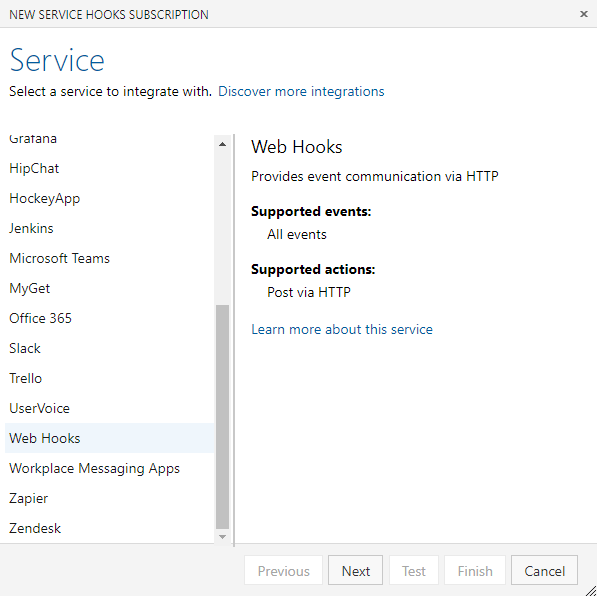 NEW SERVICE HOOKS SUBSCRIPTION
Service
Select a service to integrate with. Discover more integrations
Grafana
HipChat
HockeyApp
Jenkins
Microsoft Teams
MyGet
Office 365
Slack
Trello
UserVoice
Web Hooks
Workplace Messaging Apps
Zapier
Zendesk
Web Hooks
Provides event communication via HTTP
Supported events:
All events
Supported actions:
Post via HTTP
Learn more about this service
Previous Next Test Finish Cancel